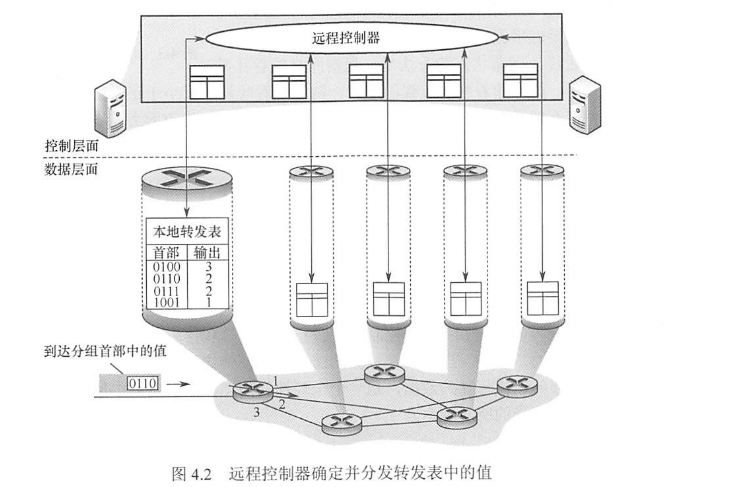 远程控制器
控制层面
数据层面
本地转发表
首部 输出
0100 3
0110 2
0111 2
1001 1
到达分组首部中的值
0110
1
2
3
图 4.2 远程控制器确定并分发转发表中的值